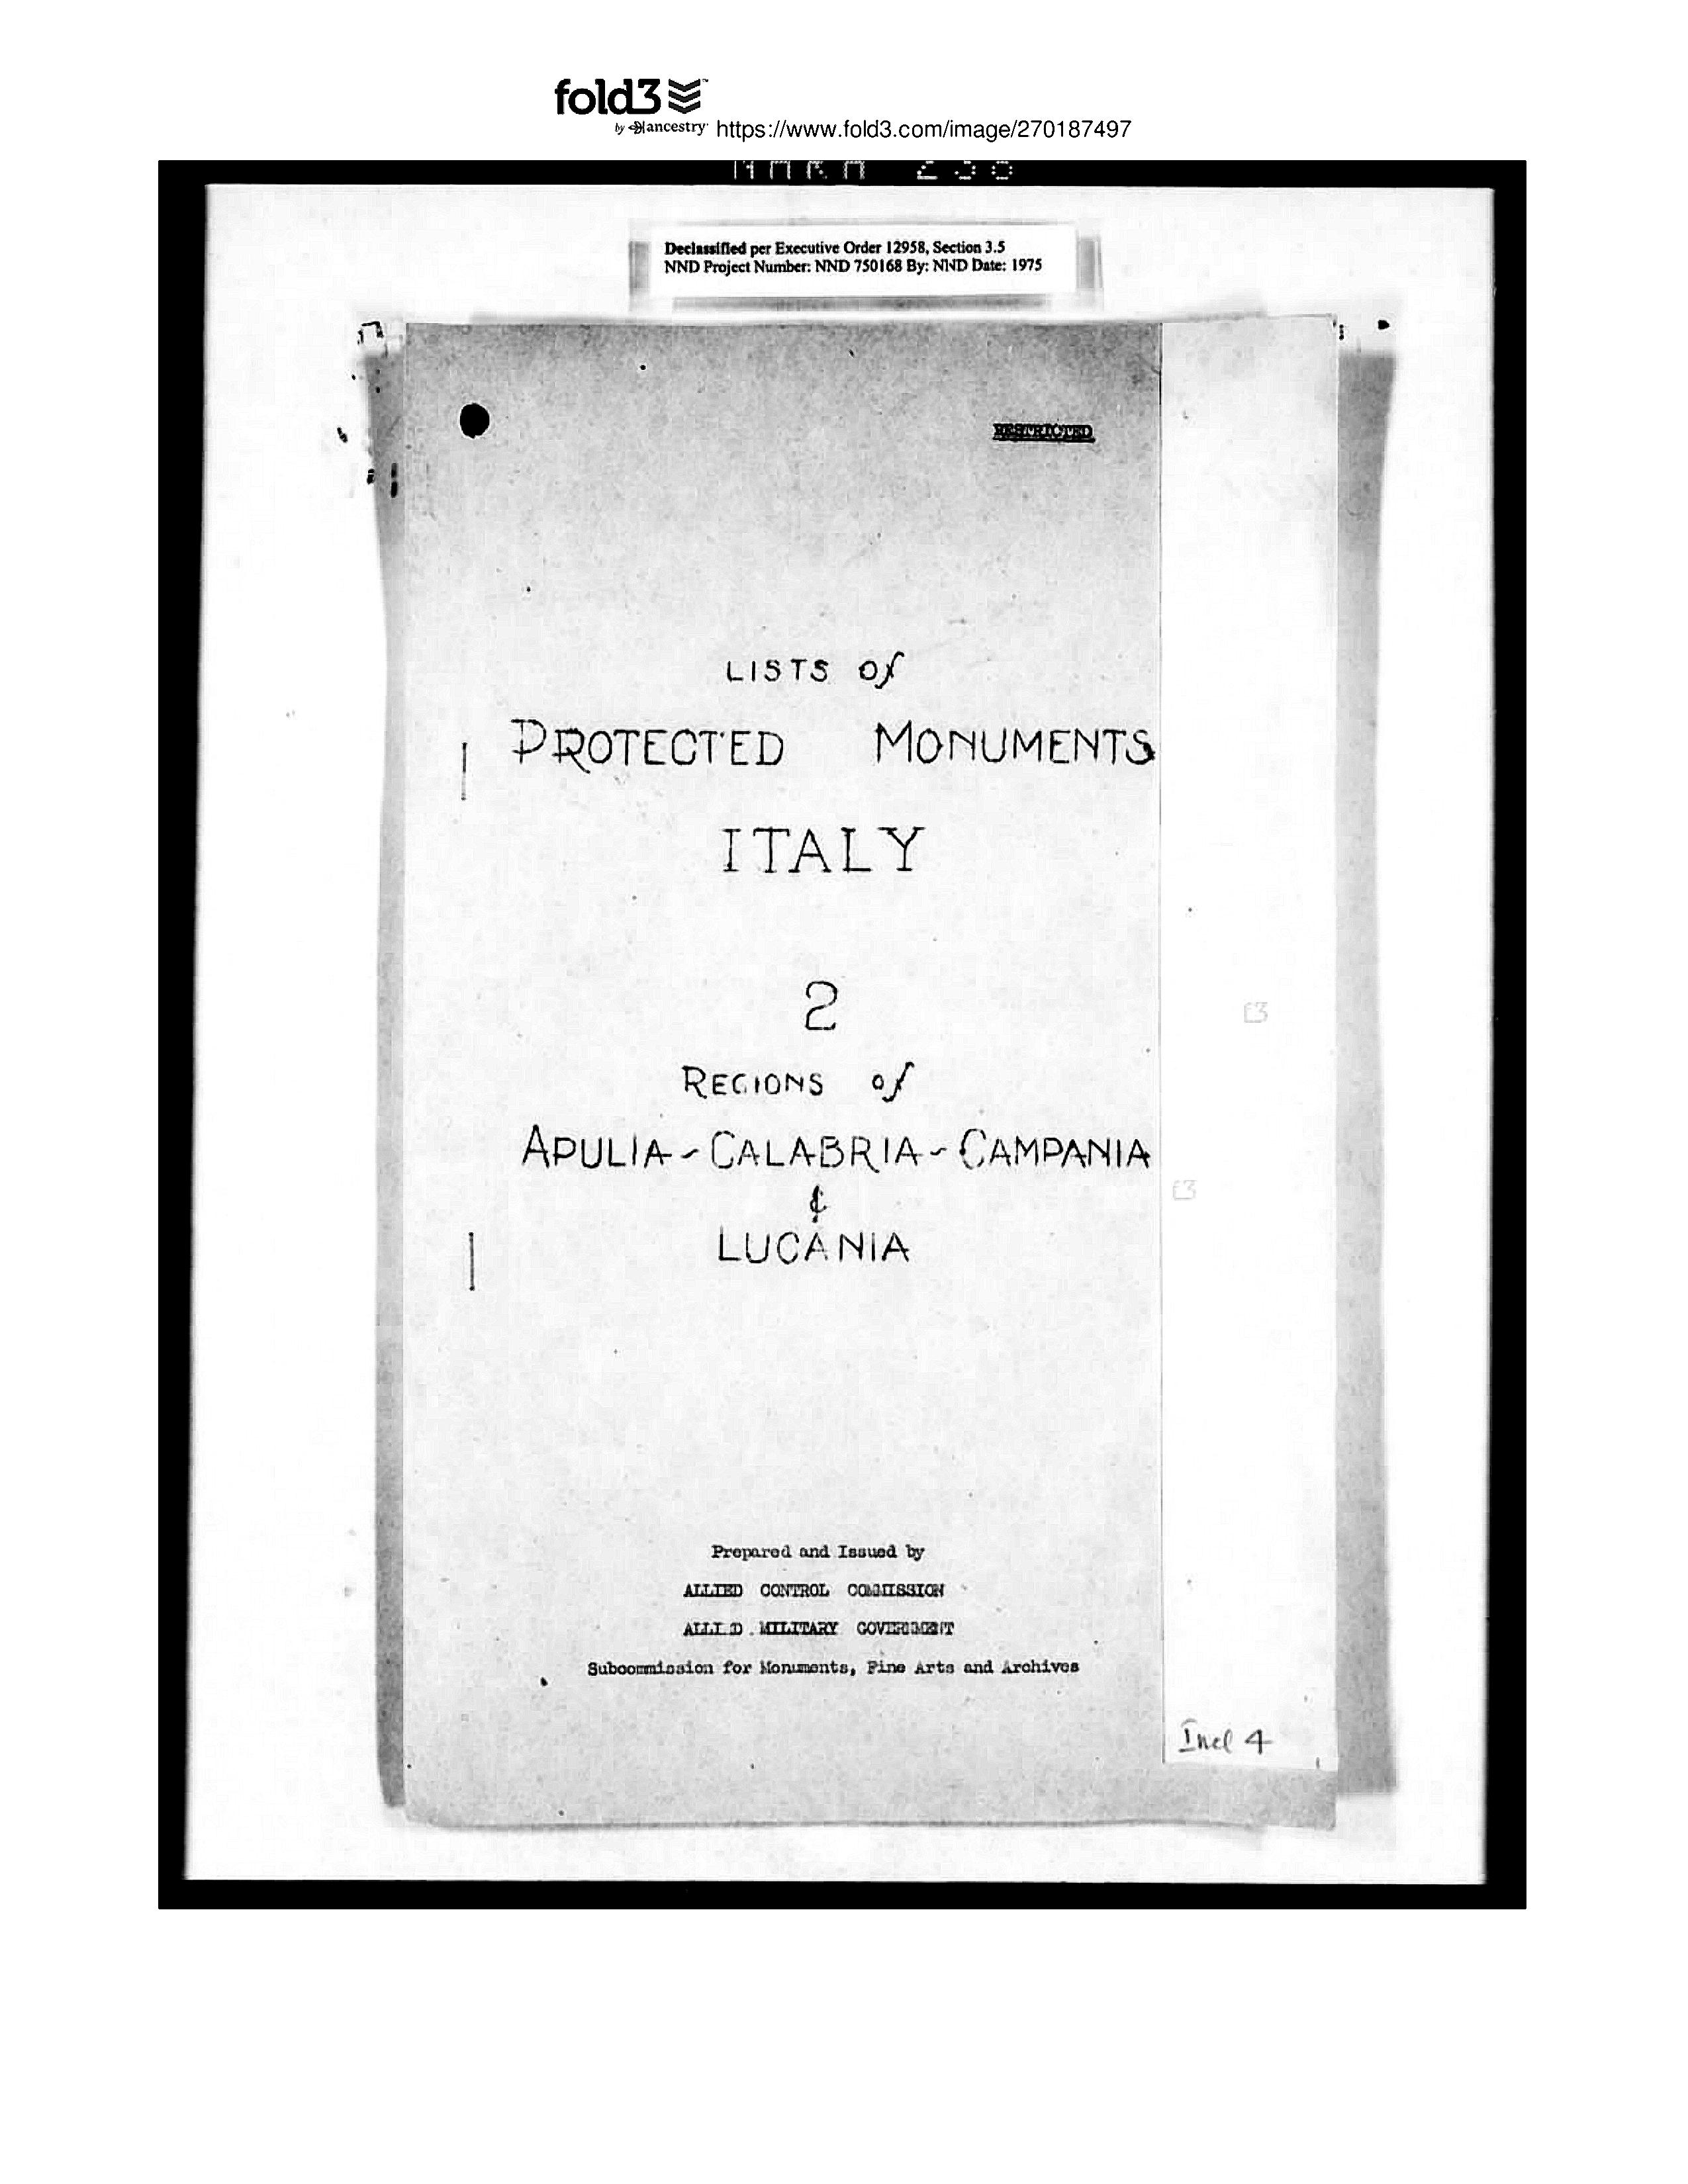 fold3
by ancestry
https://www.fold3.com/image/270187497
Declassified per Executive Order 12958, Section 3.5
NND Project Number: NND 750168 By: NND Date: 1975
RESTRICTED
LISTS of
PROTECTED MONUMENTS
ITALY
2
REGIONS of
APULIA - CALABRIA - CAMPANIA
&
LUCANIA
E3
E3
Prepared and Issued by
ALLIED CONTROL COMMISSION
ALLI D MILITARY GOVERNMENT
Subcommission for Monuments, Fine Arts and Archives
Incl 4